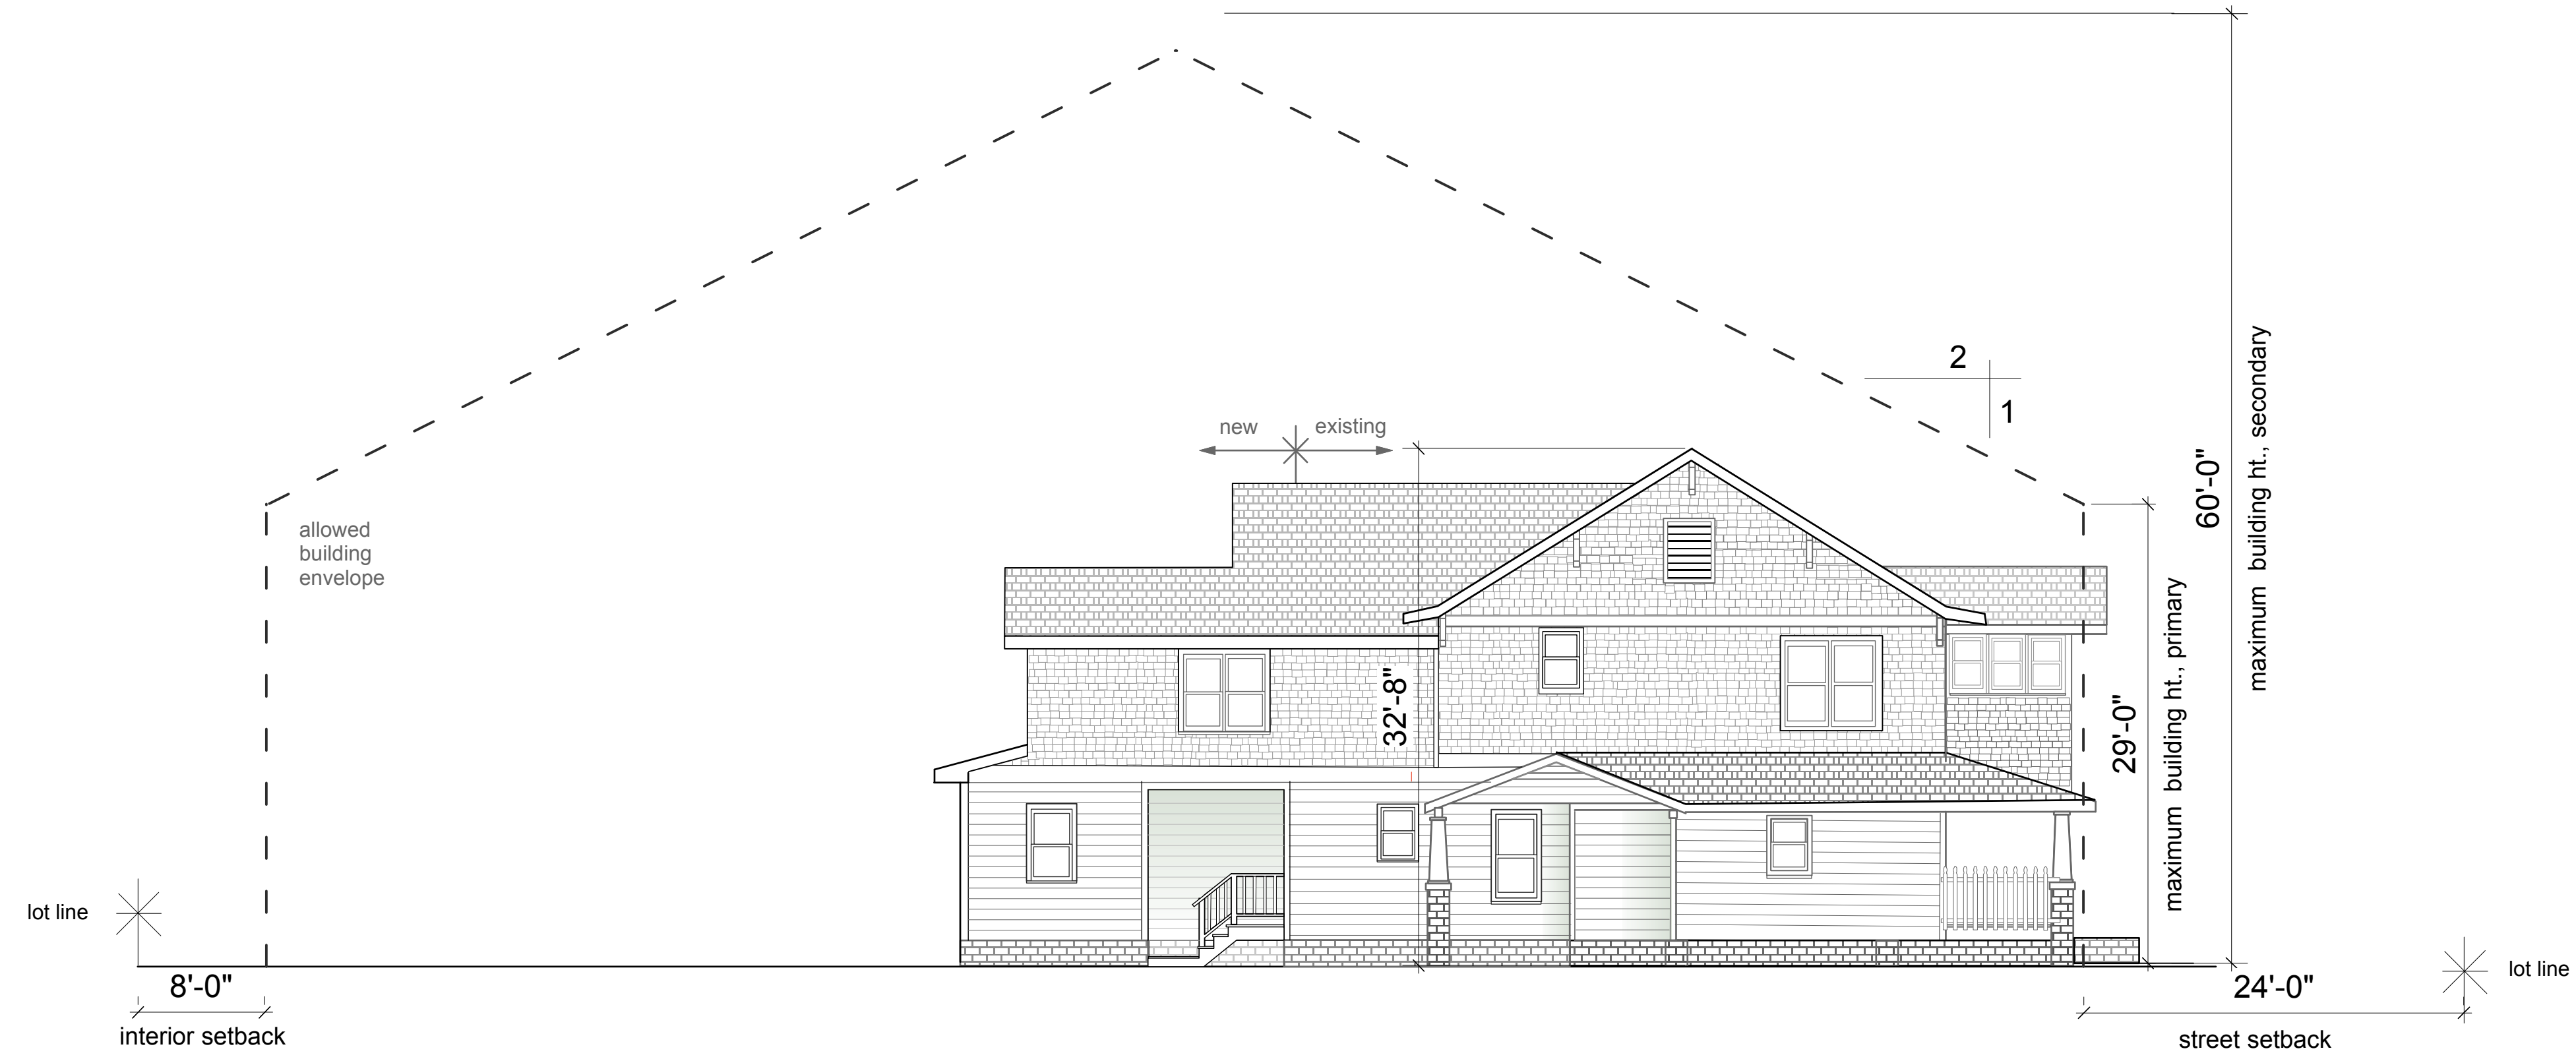 2
1
new
existing
60'-0"
maximum building ht., secondary
allowed
building
envelope
32'-8"
29'-0"
maximum building ht., primary
lot line
lot line
8'-0"
24'-0"
interior setback
street setback